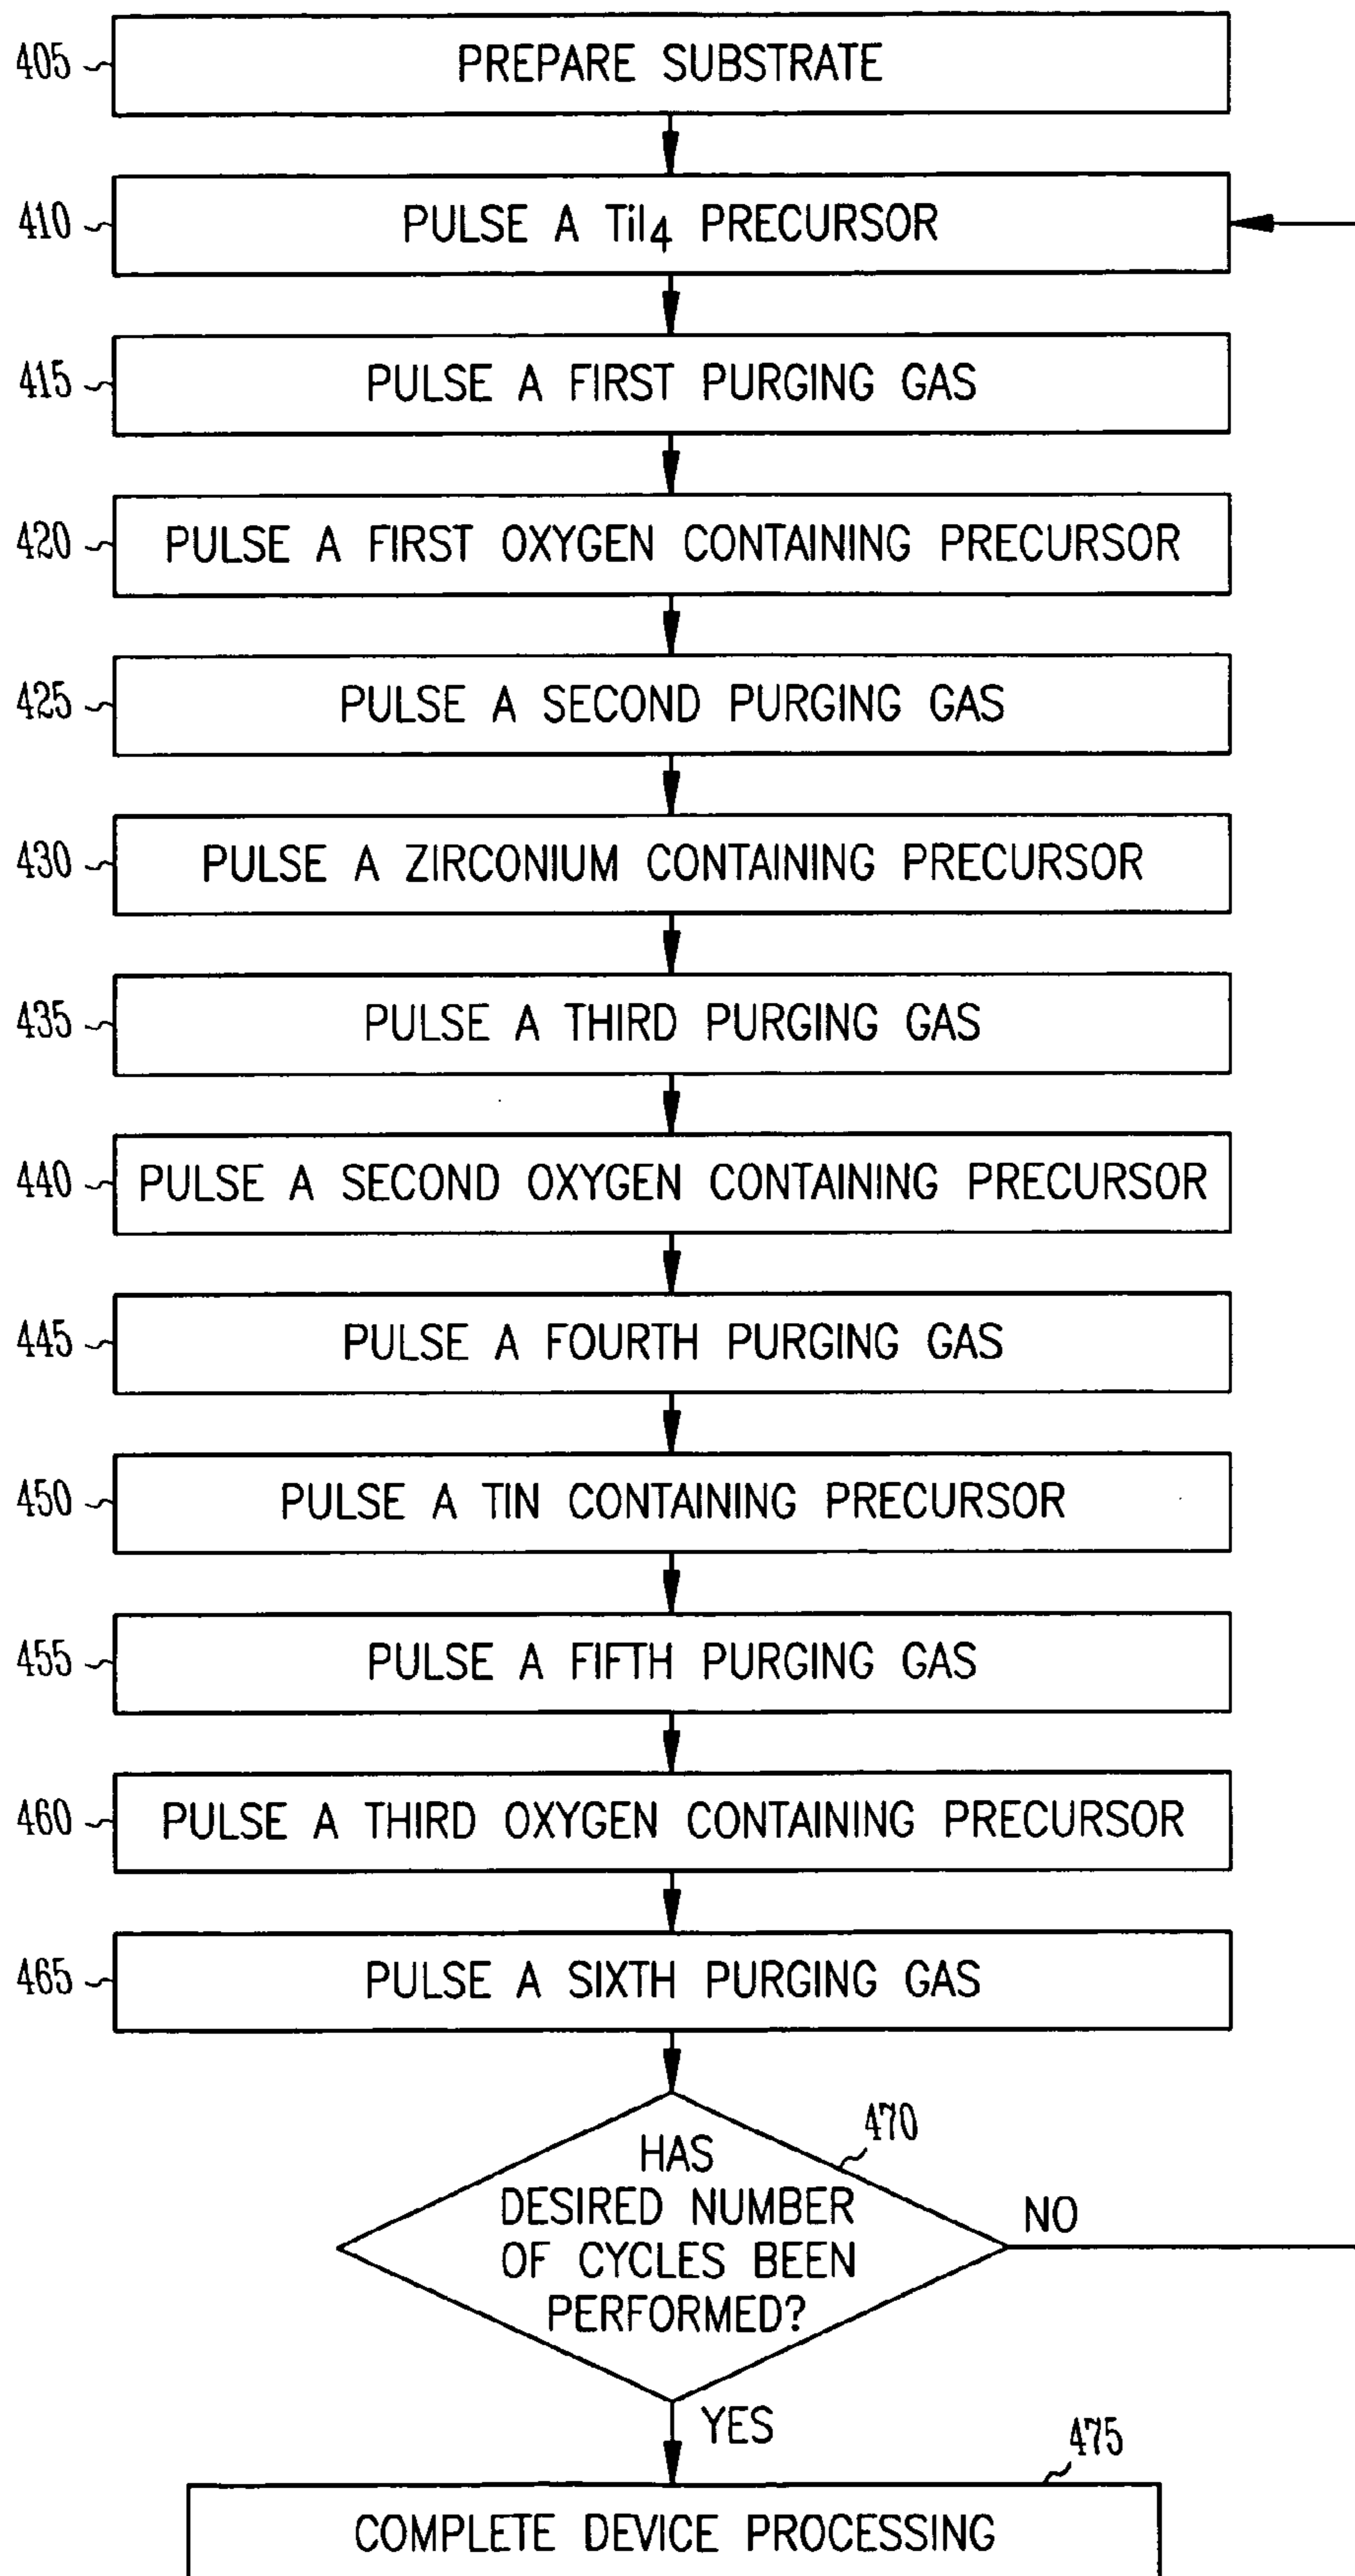 405 PREPARE SUBSTRATE
410 PULSE A TiI4 PRECURSOR
415 PULSE A FIRST PURGING GAS
420 PULSE A FIRST OXYGEN CONTAINING PRECURSOR
425 PULSE A SECOND PURGING GAS
430 PULSE A ZIRCONIUM CONTAINING PRECURSOR
435 PULSE A THIRD PURGING GAS
440 PULSE A SECOND OXYGEN CONTAINING PRECURSOR
445 PULSE A FOURTH PURGING GAS
450 PULSE A TIN CONTAINING PRECURSOR
455 PULSE A FIFTH PURGING GAS
460 PULSE A THIRD OXYGEN CONTAINING PRECURSOR
465 PULSE A SIXTH PURGING GAS
470
HAS
DESIRED NUMBER
OF CYCLES BEEN
PERFORMED?
NO
YES
475
COMPLETE DEVICE PROCESSING